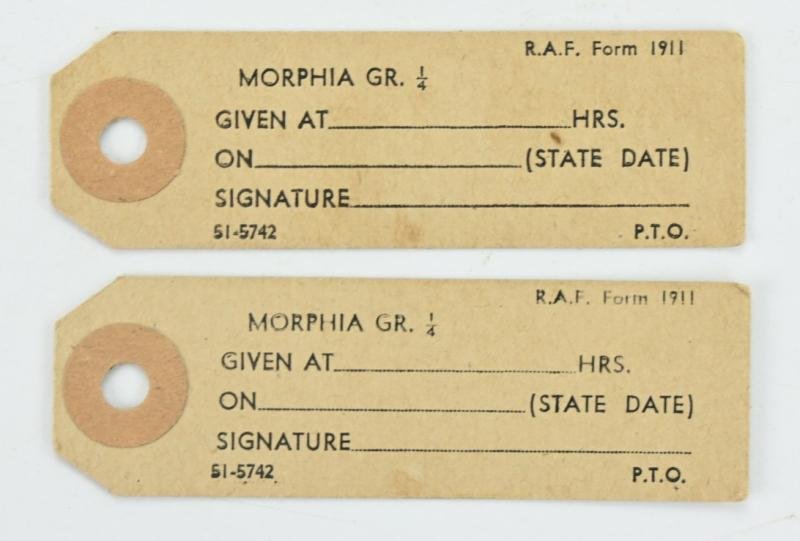 R.A.F. Form 1911
MORPHIA GR. ¼
GIVEN AT HRS.
ON (STATE DATE)
SIGNATURE
51-5742 P.T.O.
R.A.F. Form 1911
MORPHIA GR. ¼
GIVEN AT HRS.
ON (STATE DATE)
SIGNATURE
51-5742 P.T.O.